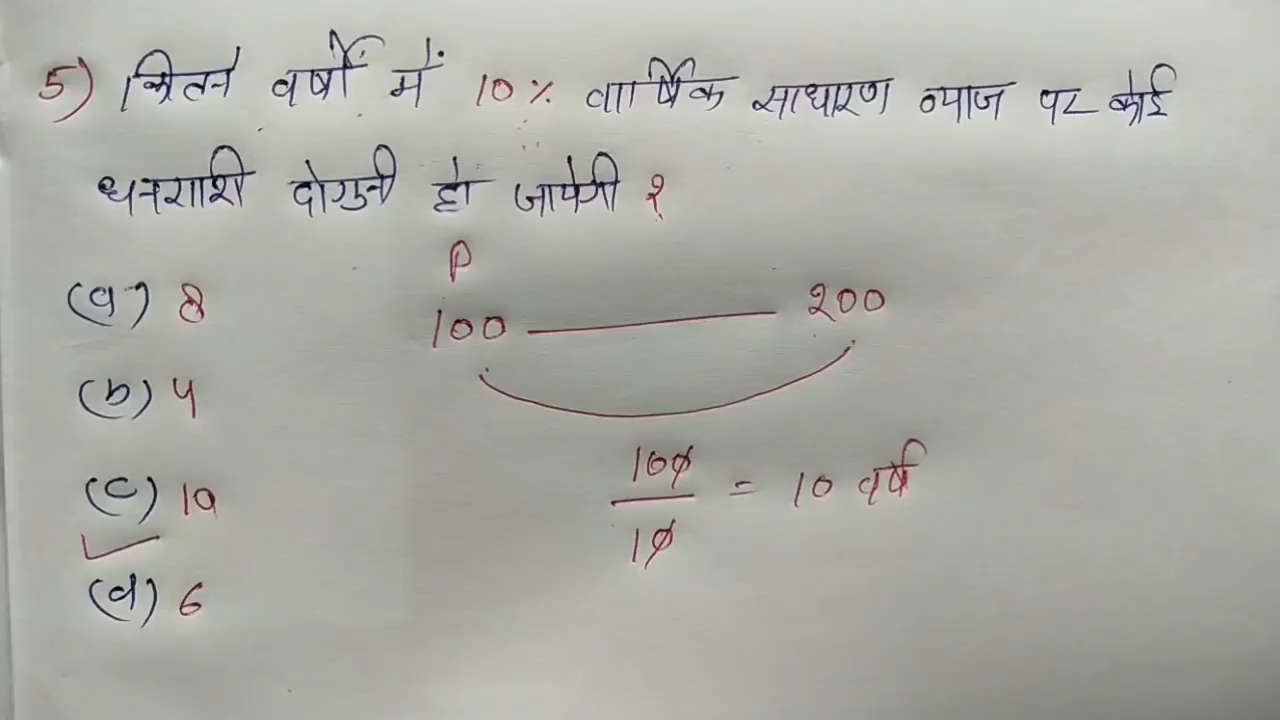 5) कितने वर्षों में 10% वार्षिक साधारण ब्याज पर कोई
धनराशी दोगुनी हो जायेगी ?
P
(a) 8
100 —— 200
(b) 4
100/10 = 10 वर्ष
(c) 10
(d) 6